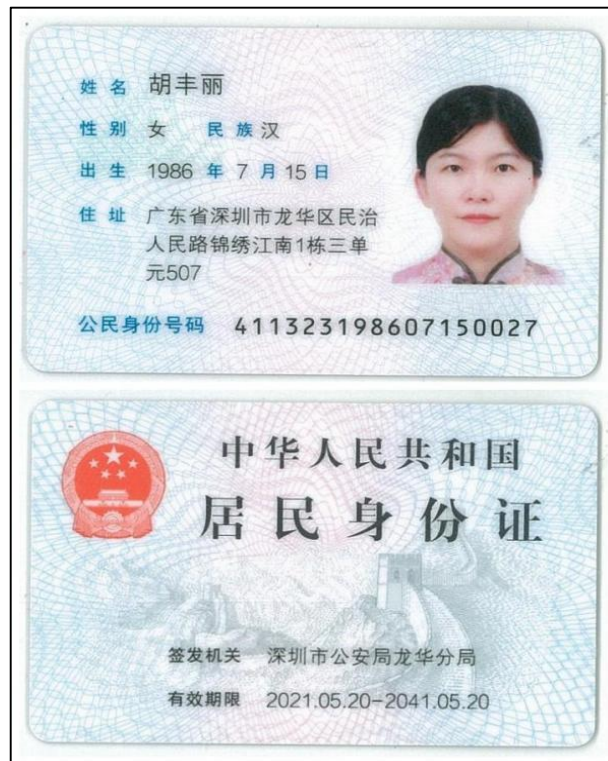 姓名 胡丰丽
性别 女 民族 汉
出生 1986 年 7 月 15 日
住址 广东省深圳市龙华区民治
人民路锦绣江南1栋三单
元507
公民身份号码 411323198607150027
中华人民共和国
居民身份证
签发机关 深圳市公安局龙华分局
有效期限 2021.05.20-2041.05.20